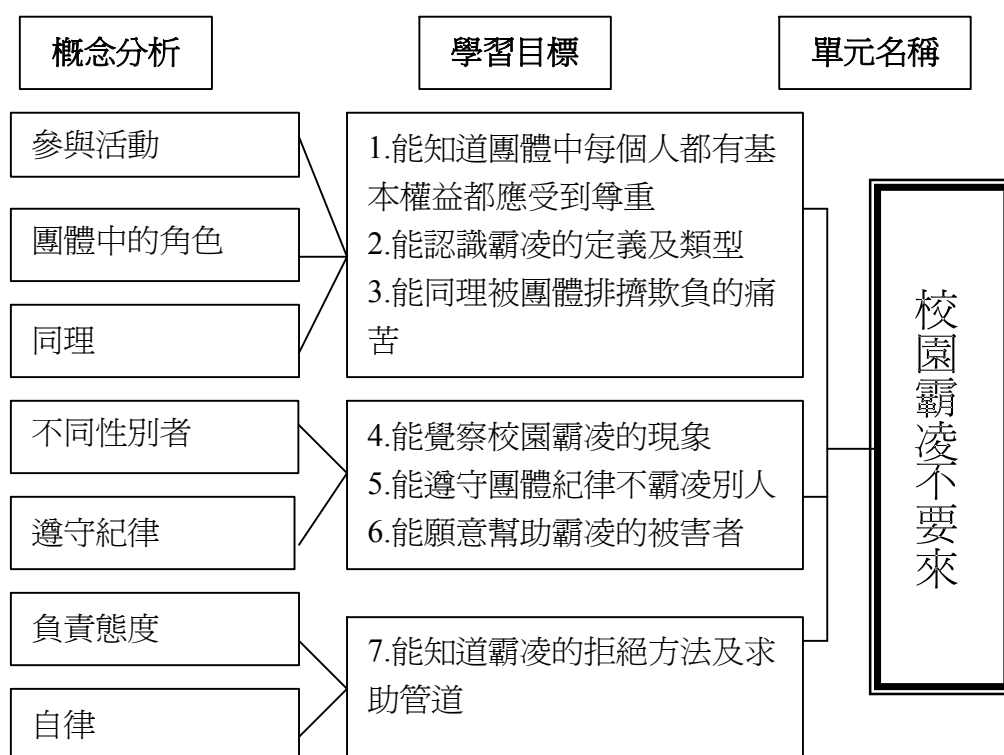 概念分析
學習目標
單元名稱
參與活動
團體中的角色
同理
不同性別者
遵守紀律
負責態度
自律
1.能知道團體中每個人都有基
本權益都應受到尊重
2.能認識霸凌的定義及類型
3.能同理被團體排擠欺負的痛
苦
4.能覺察校園霸凌的現象
5.能遵守團體紀律不霸凌別人
6.能願意幫助霸凌的被害者
7.能知道霸凌的拒絕方法及求
助管道
校園霸凌不要來